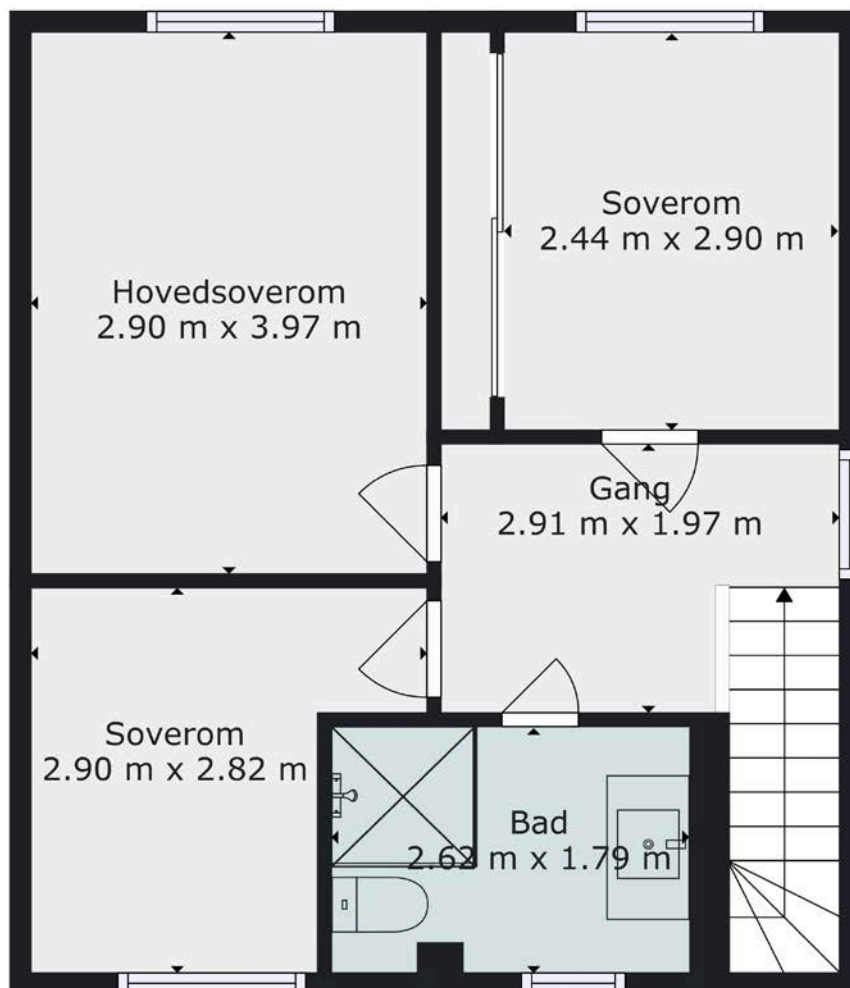 Soverom
2.44 m x 2.90 m
Hovedsoverom
2.90 m x 3.97 m
Gang
2.91 m x 1.97 m
Soverom
2.90 m x 2.82 m
Bad
2.62 m x 1.79 m